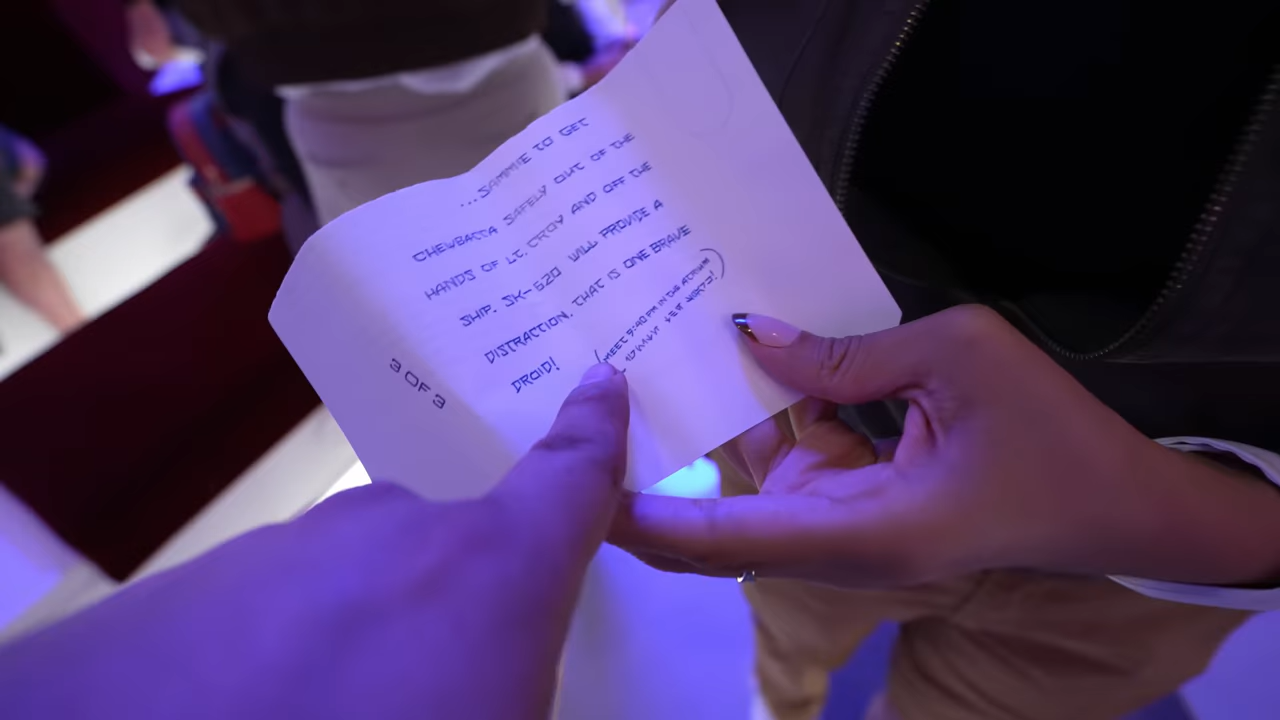 ...SAMMIE TO GET
CHEWBACCA SAFELY OUT OF THE
HANDS OF LT. CROY AND OFF THE
SHIP. SK-620 WILL PROVIDE A
DISTRACTION. THAT IS ONE BRAVE
DROID!
(MEET 9:40 PM IN THE ATRIUM)
3 OF 3